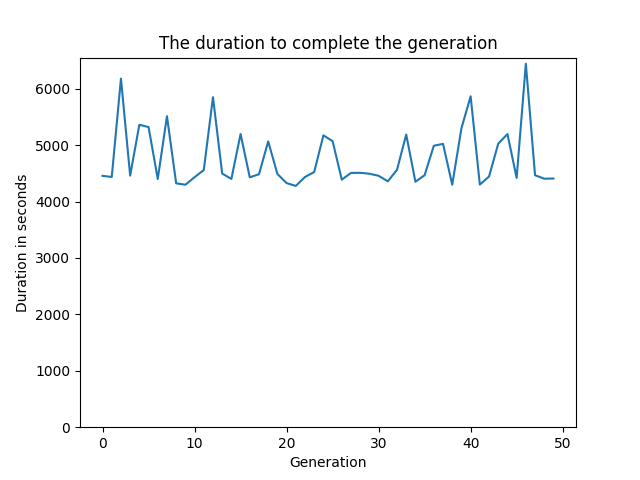 The duration to complete the generation
6000
5000
4000
3000
2000
1000
0
Duration in seconds
0 10 20 30 40 50
Generation